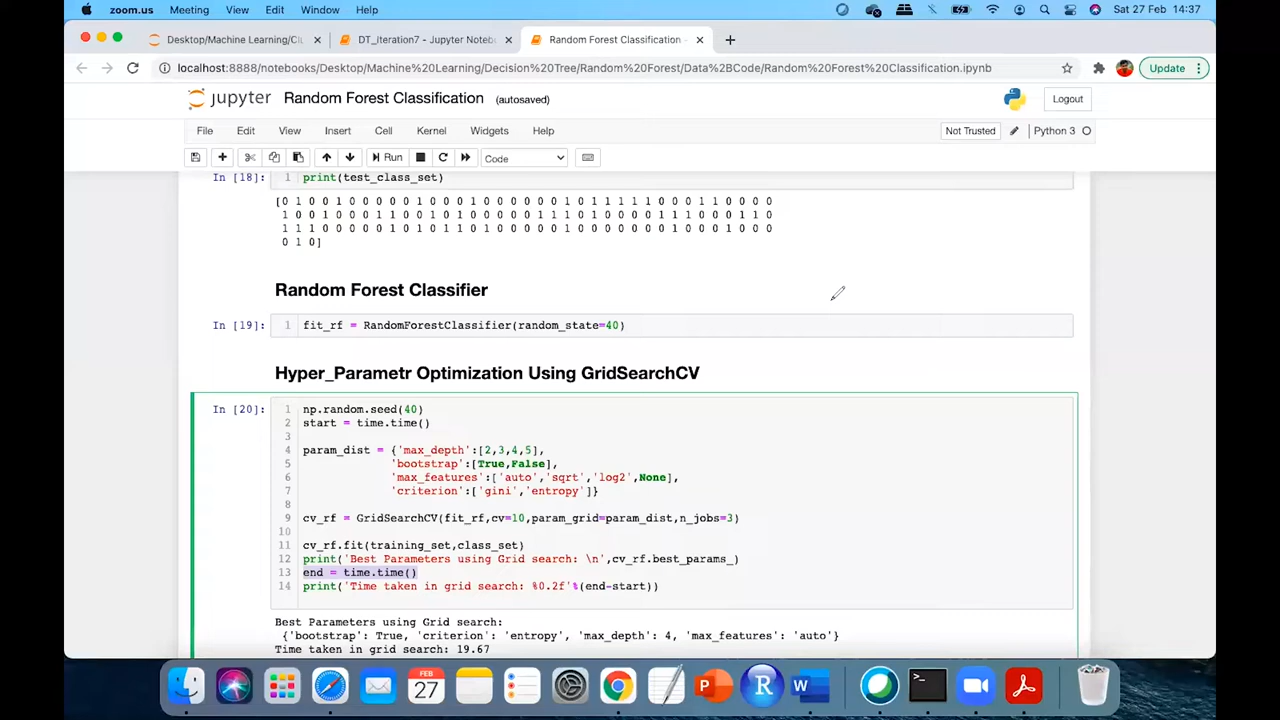 zoom.us Meeting View Edit Window Help Sat 27 Feb 14:37
Desktop/Machine Learning/Cl DT_Iteration7 - Jupyter Notebo Random Forest Classification -
localhost:8888/notebooks/Desktop/Machine%20Learning/Decision%20Tree/Random%20Forest/Data%2BCode/Random%20Forest%20Classification.ipynb Update
jupyter Random Forest Classification (autosaved) Logout
File Edit View Insert Cell Kernel Widgets Help Not Trusted Python 3
Run Code
In [18]: 1 print(test_class_set)
[0 1 0 0 1 0 0 0 0 0 1 0 0 0 1 0 0 0 0 0 0 1 0 1 1 1 1 1 0 0 0 1 1 0 0 0 0
1 0 0 1 0 0 0 1 1 0 0 1 0 1 0 0 0 0 0 1 1 1 0 1 0 0 0 0 1 1 1 0 0 0 1 1 0
1 1 1 0 0 0 0 0 1 0 1 0 1 1 0 1 0 0 0 0 0 1 0 0 0 0 0 0 0 1 0 0 0 1 0 0 0
0 1 0]
Random Forest Classifier
In [19]: 1 fit_rf = RandomForestClassifier(random_state=40)
Hyper_Parametr Optimization Using GridSearchCV
In [20]: 1 np.random.seed(40)
2 start = time.time()
3
4 param_dist = {'max_depth':[2,3,4,5],
5 'bootstrap':[True,False],
6 'max_features':['auto','sqrt','log2',None],
7 'criterion':['gini','entropy']}
8
9 cv_rf = GridSearchCV(fit_rf,cv=10,param_grid=param_dist,n_jobs=3)
10
11 cv_rf.fit(training_set,class_set)
12 print('Best Parameters using Grid search: \n',cv_rf.best_params_)
13 end = time.time()
14 print('Time taken in grid search: %0.2f'%(end-start))
Best Parameters using Grid search:
{'bootstrap': True, 'criterion': 'entropy', 'max_depth': 4, 'max_features': 'auto'}
Time taken in grid search: 19.67
FEB
27